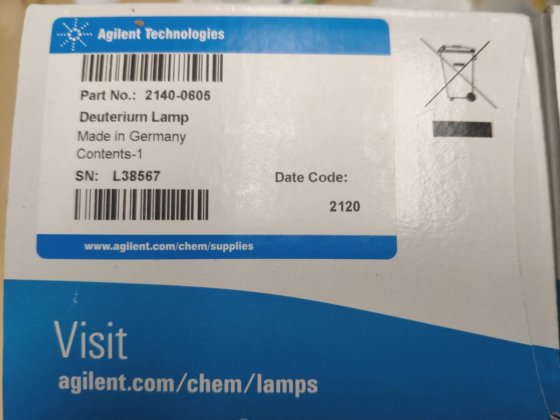 Agilent Technologies
Part No.: 2140-0605
Deuterium Lamp
Made in Germany
Contents-1
SN: L38567
Date Code:
2120
www.agilent.com/chem/supplies
Visit
agilent.com/chem/lamps